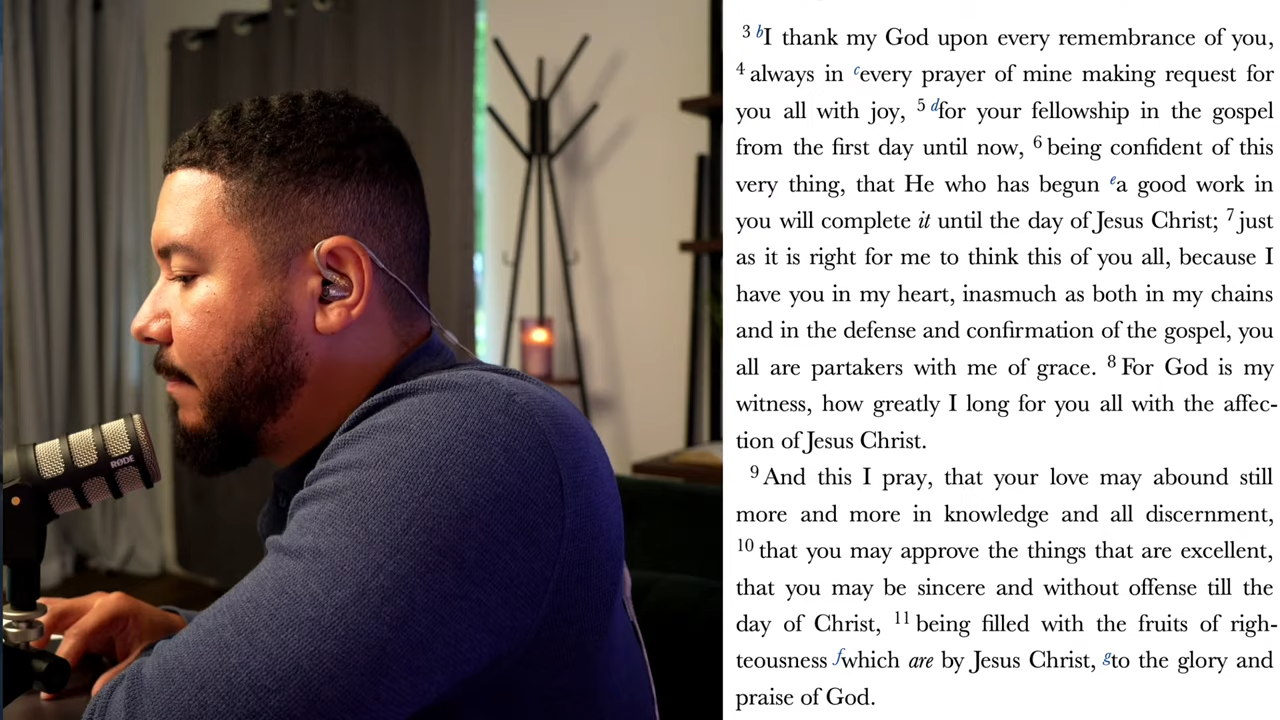 RODE
3 bI thank my God upon every remembrance of you,
4 always in cevery prayer of mine making request for
you all with joy, 5 dfor your fellowship in the gospel
from the first day until now, 6 being confident of this
very thing, that He who has begun ea good work in
you will complete it until the day of Jesus Christ; 7 just
as it is right for me to think this of you all, because I
have you in my heart, inasmuch as both in my chains
and in the defense and confirmation of the gospel, you
all are partakers with me of grace. 8 For God is my
witness, how greatly I long for you all with the affec-
tion of Jesus Christ.
9 And this I pray, that your love may abound still
more and more in knowledge and all discernment,
10 that you may approve the things that are excellent,
that you may be sincere and without offense till the
day of Christ, 11 being filled with the fruits of righ-
teousness fwhich are by Jesus Christ, gto the glory and
praise of God.